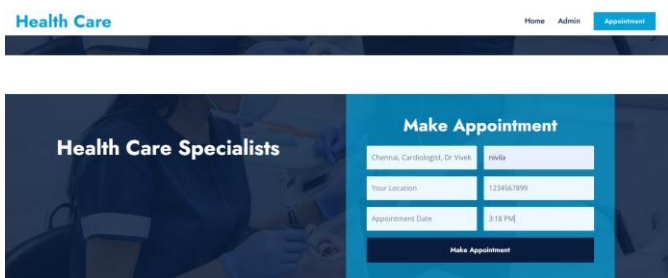 Health Care
Home Admin Appointment
Health Care Specialists
Make Appointment
Chennai, Cardiologist, Dr Vivek nivila
Your Location 1234567899
Appointment Date 3:18 PM
Make Appointment